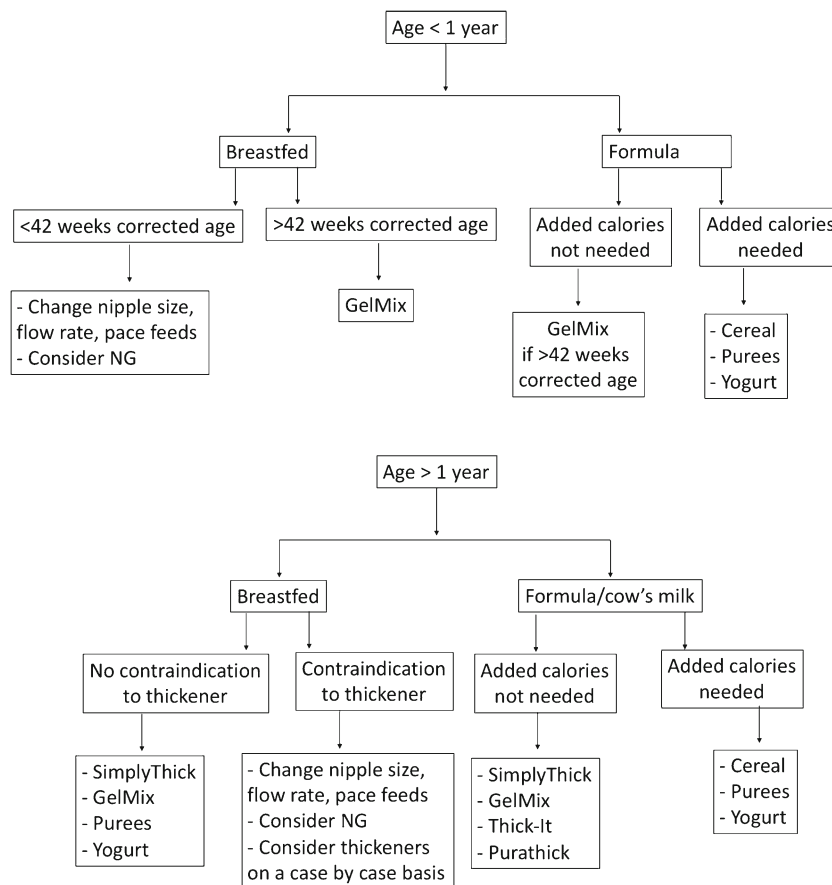 Age < 1 year
Breastfed
Formula
<42 weeks corrected age
>42 weeks corrected age
Added calories
not needed
Added calories
needed
- Change nipple size,
flow rate, pace feeds
- Consider NG
GelMix
GelMix
if >42 weeks
corrected age
- Cereal
- Purees
- Yogurt
Age > 1 year
Breastfed
Formula/cow's milk
No contraindication
to thickener
Contraindication
to thickener
Added calories
not needed
Added calories
needed
- SimplyThick
- GelMix
- Purees
- Yogurt
- Change nipple size,
flow rate, pace feeds
- Consider NG
- Consider thickeners
on a case by case basis
- SimplyThick
- GelMix
- Thick-It
- Purathick
- Cereal
- Purees
- Yogurt